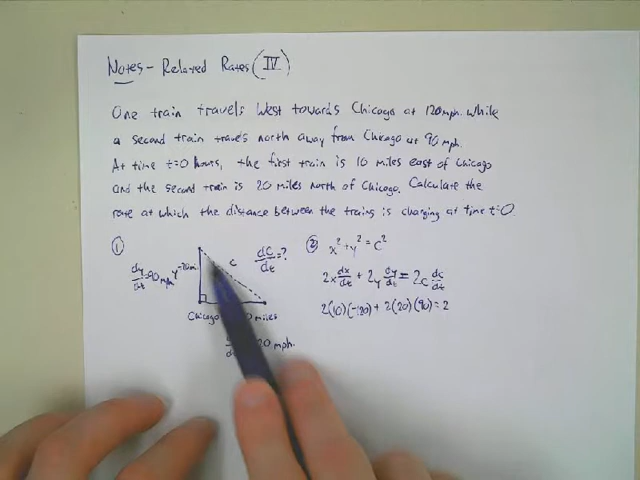 Notes - Related Rates (IV)
One train travels West towards Chicago at 120 mph. while
a second train travels north away from Chicago at 90 mph.
At time t=0 hours, the first train is 10 miles east of Chicago
and the second train is 20 miles north of Chicago. Calculate the
rate at which the distance between the trains is changing at time t=0.
①
dy/dt=90 mph
c
dC/dt=?
Chicago
miles
20 mph.
②
x²+y²=c²
2x dx/dt + 2y dy/dt = 2c dc/dt
2(10)(-120)+2(20)(90)=2